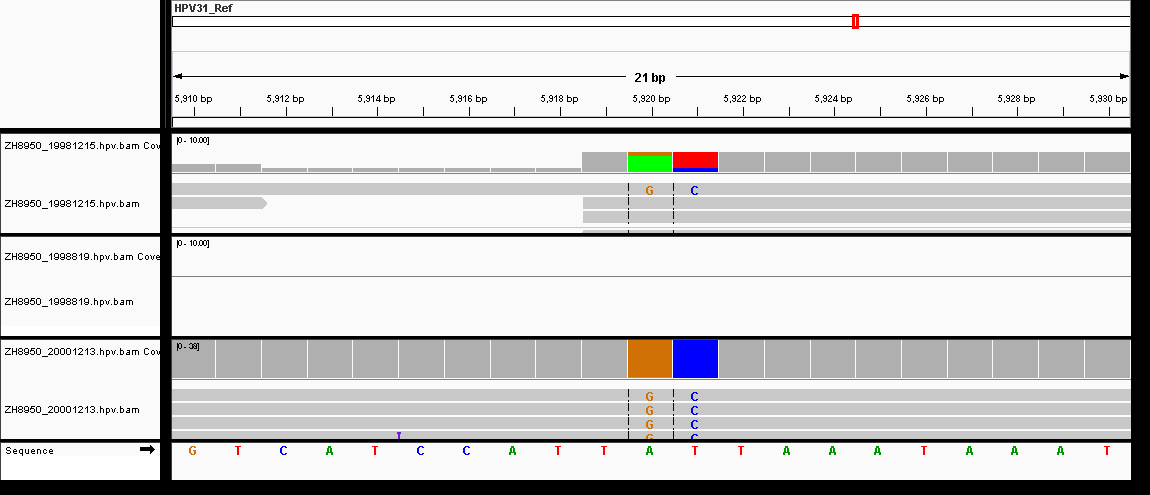 HPV31_Ref
21 bp
5,910 bp 5,912 bp 5,914 bp 5,916 bp 5,918 bp 5,920 bp 5,922 bp 5,924 bp 5,926 bp 5,928 bp 5,930 bp
ZH8950_19981215.hpv.bam Cov
[0 - 10.00]
G C
ZH8950_19981215.hpv.bam
[0 - 10.00]
ZH8950_1998819.hpv.bam Cove
ZH8950_1998819.hpv.bam
[0 - 38]
ZH8950_20001213.hpv.bam Cov
G C
ZH8950_20001213.hpv.bam
G C
G C
G C
Sequence G T C A T C C A T T A T T A A A T A A A T